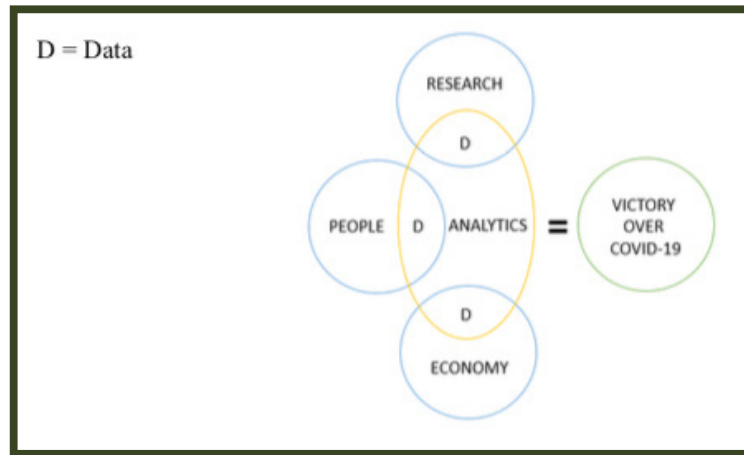 D = Data
RESEARCH
D
PEOPLE D ANALYTICS = VICTORY OVER COVID-19
D
ECONOMY